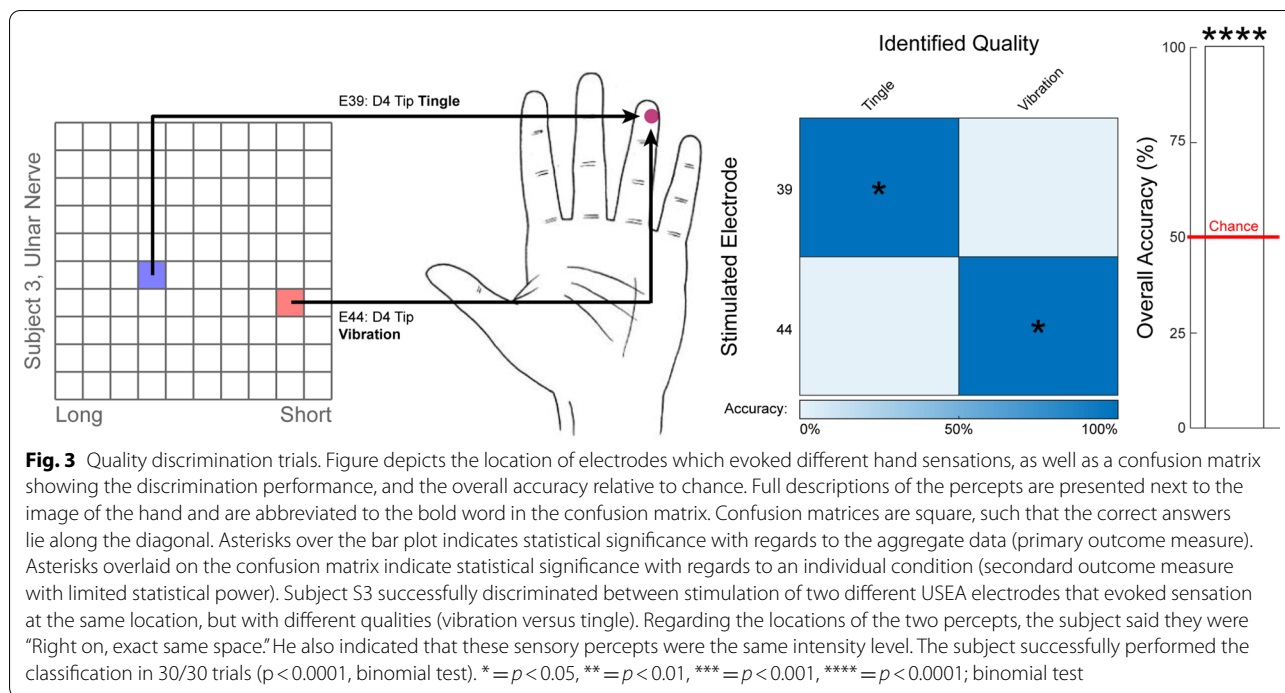 Subject 3, Ulnar Nerve
Long
Short
E39: D4 Tip Tingle
E44: D4 Tip
Vibration
Identified Quality
Tingle
Vibration
Stimulated Electrode
39
*
44
*
Accuracy:
0%
50%
100%
****
Overall Accuracy (%)
100
75
50
25
0
Chance
Fig. 3 Quality discrimination trials. Figure depicts the location of electrodes which evoked different hand sensations, as well as a confusion matrix
showing the discrimination performance, and the overall accuracy relative to chance. Full descriptions of the percepts are presented next to the
image of the hand and are abbreviated to the bold word in the confusion matrix. Confusion matrices are square, such that the correct answers
lie along the diagonal. Asterisks over the bar plot indicates statistical significance with regards to the aggregate data (primary outcome measure).
Asterisks overlaid on the confusion matrix indicate statistical significance with regards to an individual condition (secondard outcome measure
with limited statistical power). Subject S3 successfully discriminated between stimulation of two different USEA electrodes that evoked sensation
at the same location, but with different qualities (vibration versus tingle). Regarding the locations of the two percepts, the subject said they were
“Right on, exact same space.” He also indicated that these sensory percepts were the same intensity level. The subject successfully performed the
classification in 30/30 trials (p < 0.0001, binomial test). * = p < 0.05, ** = p < 0.01, *** = p < 0.001, **** = p < 0.0001; binomial test